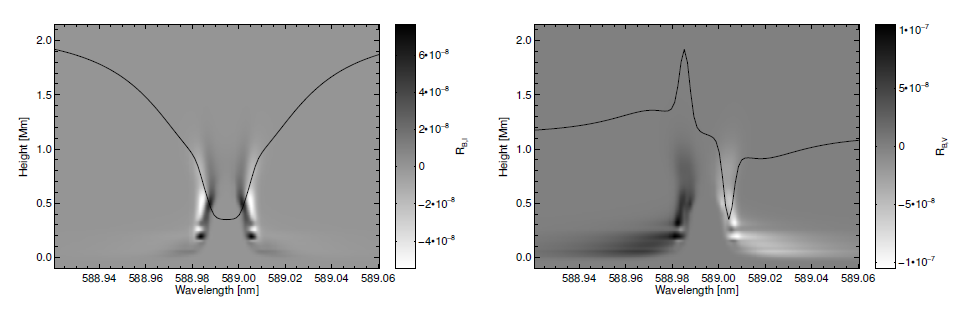 2.0
1.5
1.0
0.5
0.0
Height [Mm]
588.94 588.96 588.98 589.00 589.02 589.04 589.06
Wavelength [nm]
6•10⁻⁸
4•10⁻⁸
2•10⁻⁸
0
−2•10⁻⁸
−4•10⁻⁸
R_B,I
2.0
1.5
1.0
0.5
0.0
Height [Mm]
588.94 588.96 588.98 589.00 589.02 589.04 589.06
Wavelength [nm]
1•10⁻⁷
5•10⁻⁸
0
−5•10⁻⁸
−1•10⁻⁷
R_B,V